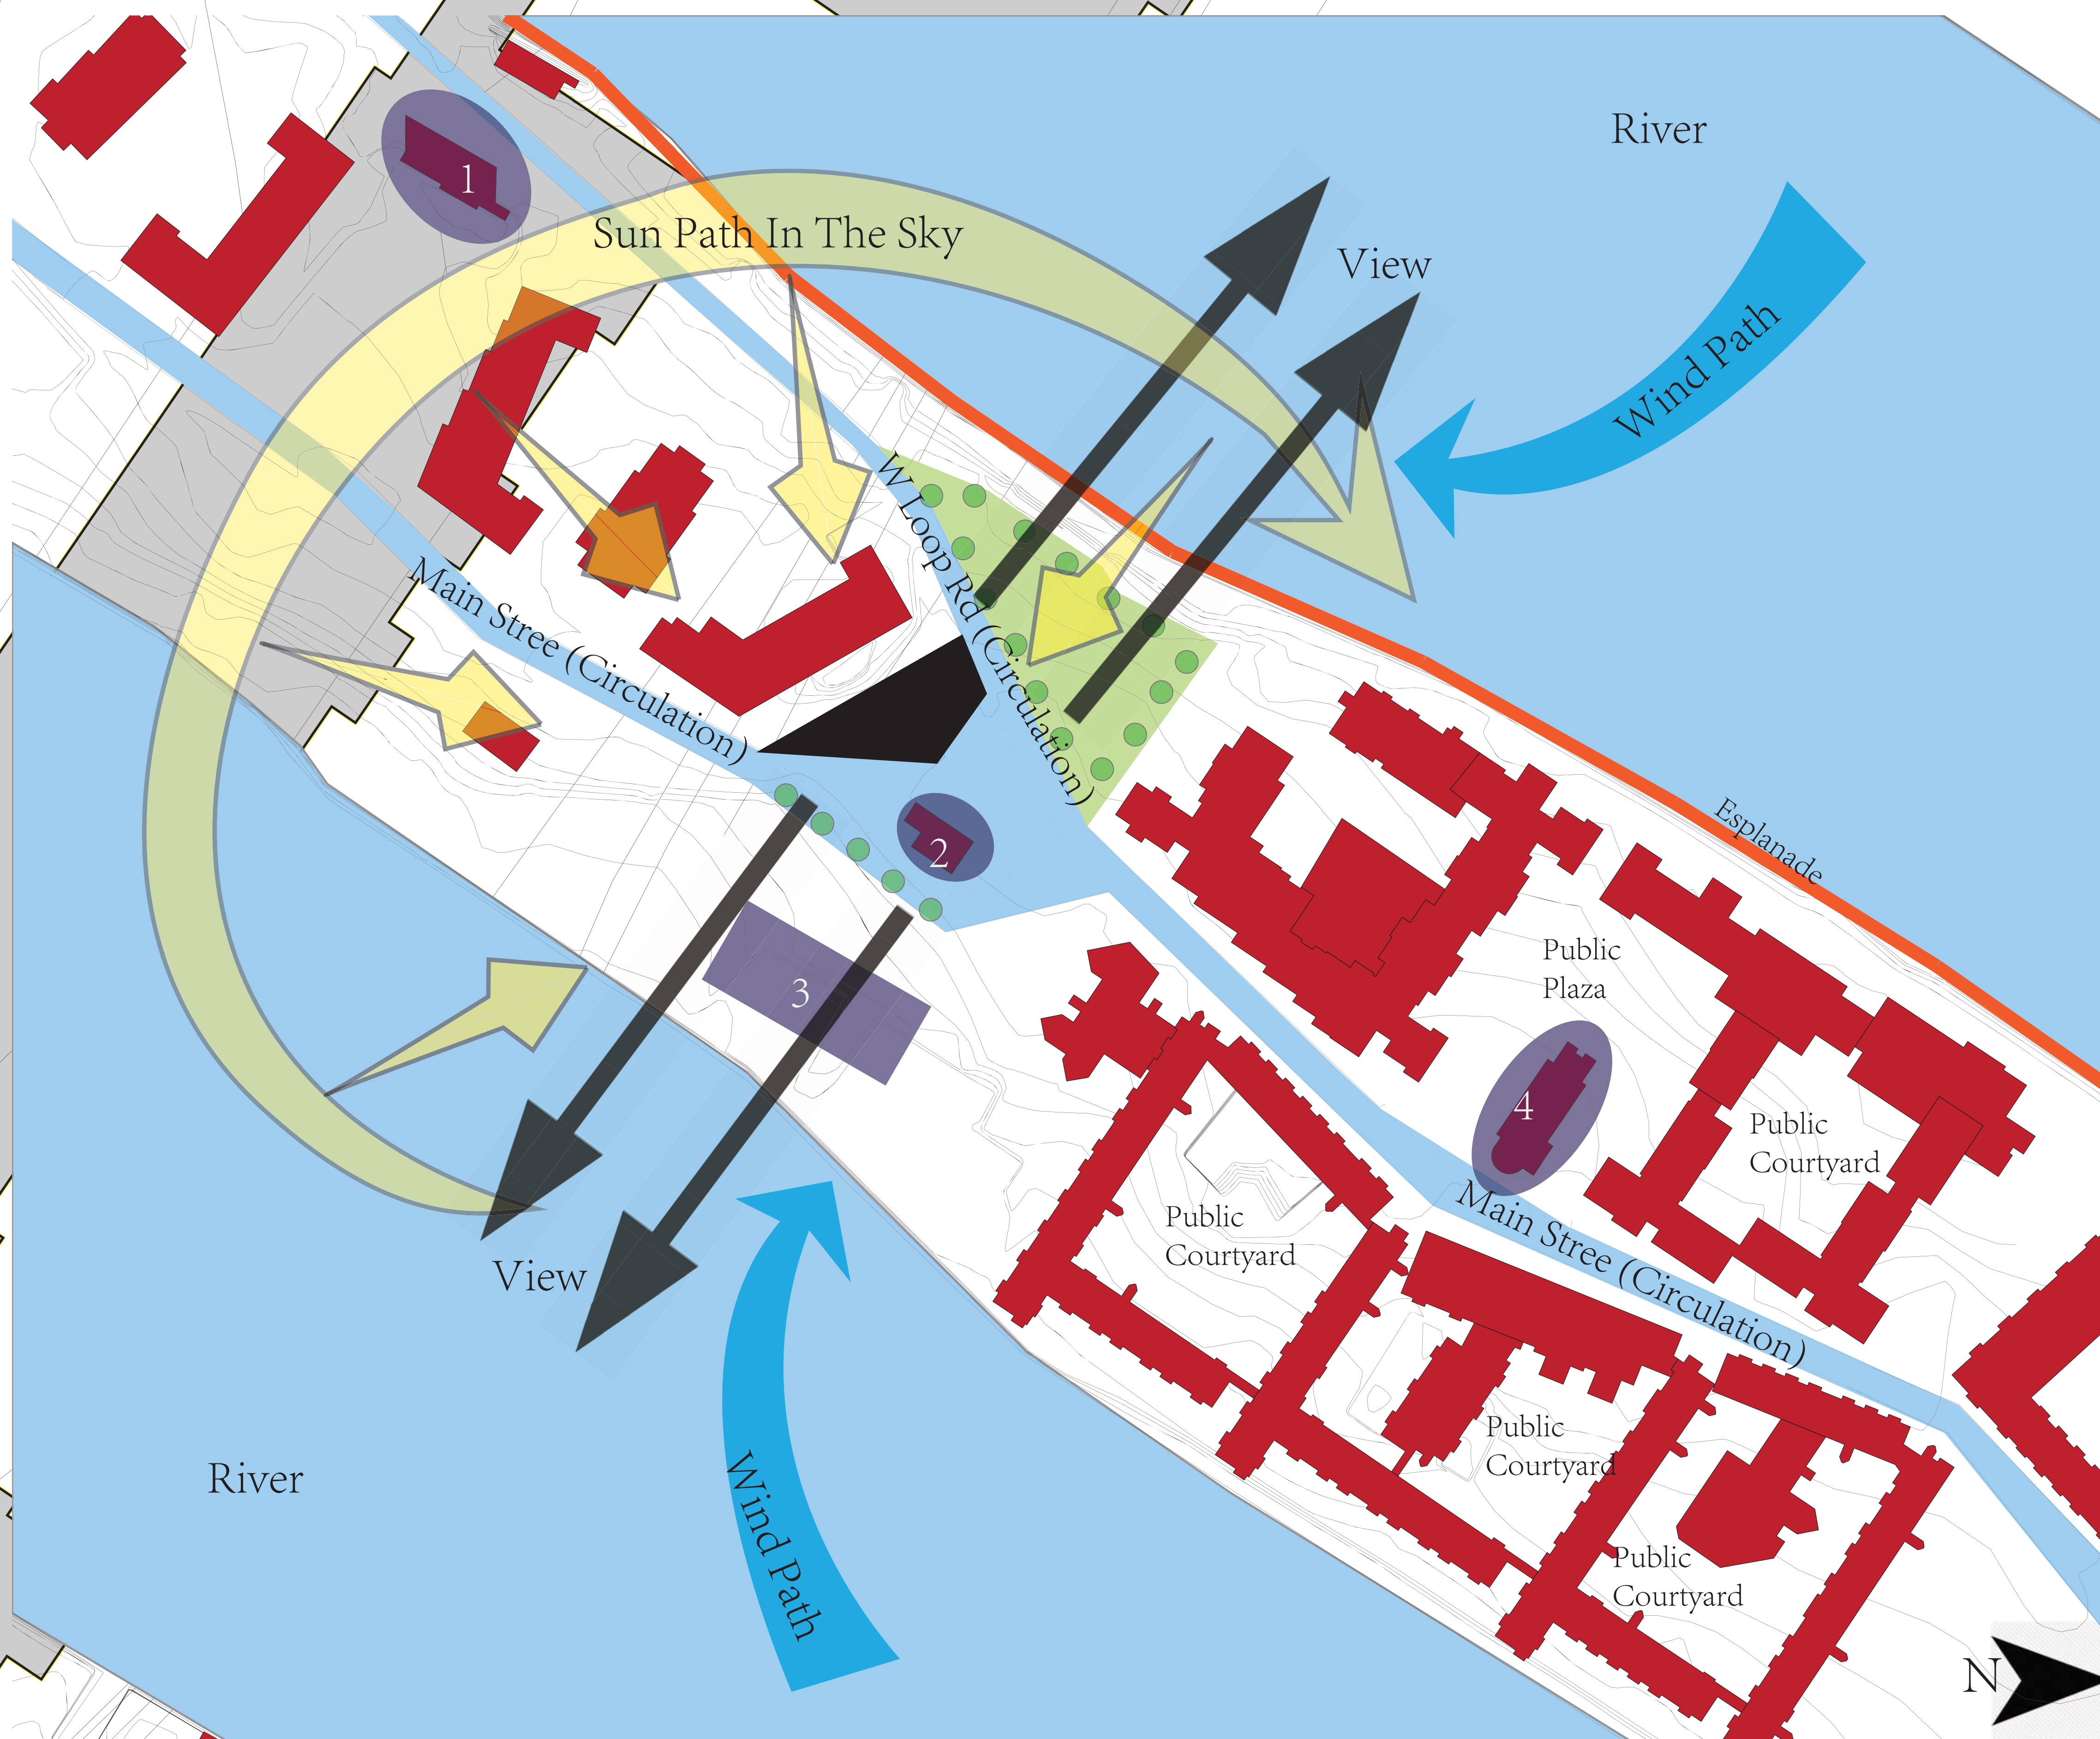 River
1
Sun Path In The Sky
View
Wind Path
W Loop Rd (Circulation)
Main Stree (Circulation)
Esplanade
2
Public
Plaza
3
4
Public
Courtyard
Main Stree (Circulation)
Public
Courtyard
View
Public
Courtyard
River
Wind Path
Public
Courtyard
N